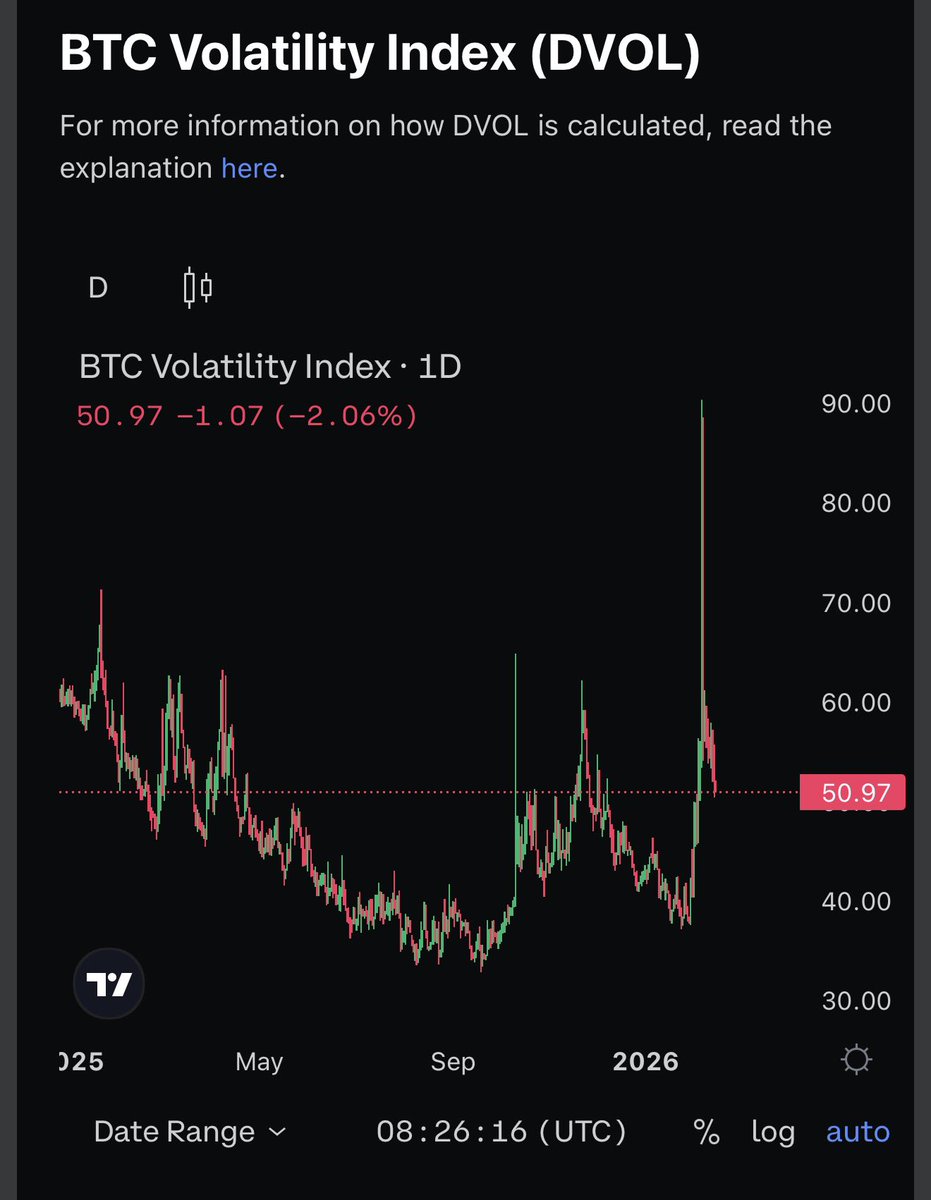 BTC Volatility Index (DVOL)
For more information on how DVOL is calculated, read the
explanation here.
D
BTC Volatility Index · 1D
50.97 −1.07 (−2.06%)
90.00
80.00
70.00
60.00
50.97
40.00
30.00
May
Sep
2026
Date Range
08:26:16 (UTC)
%
log
auto